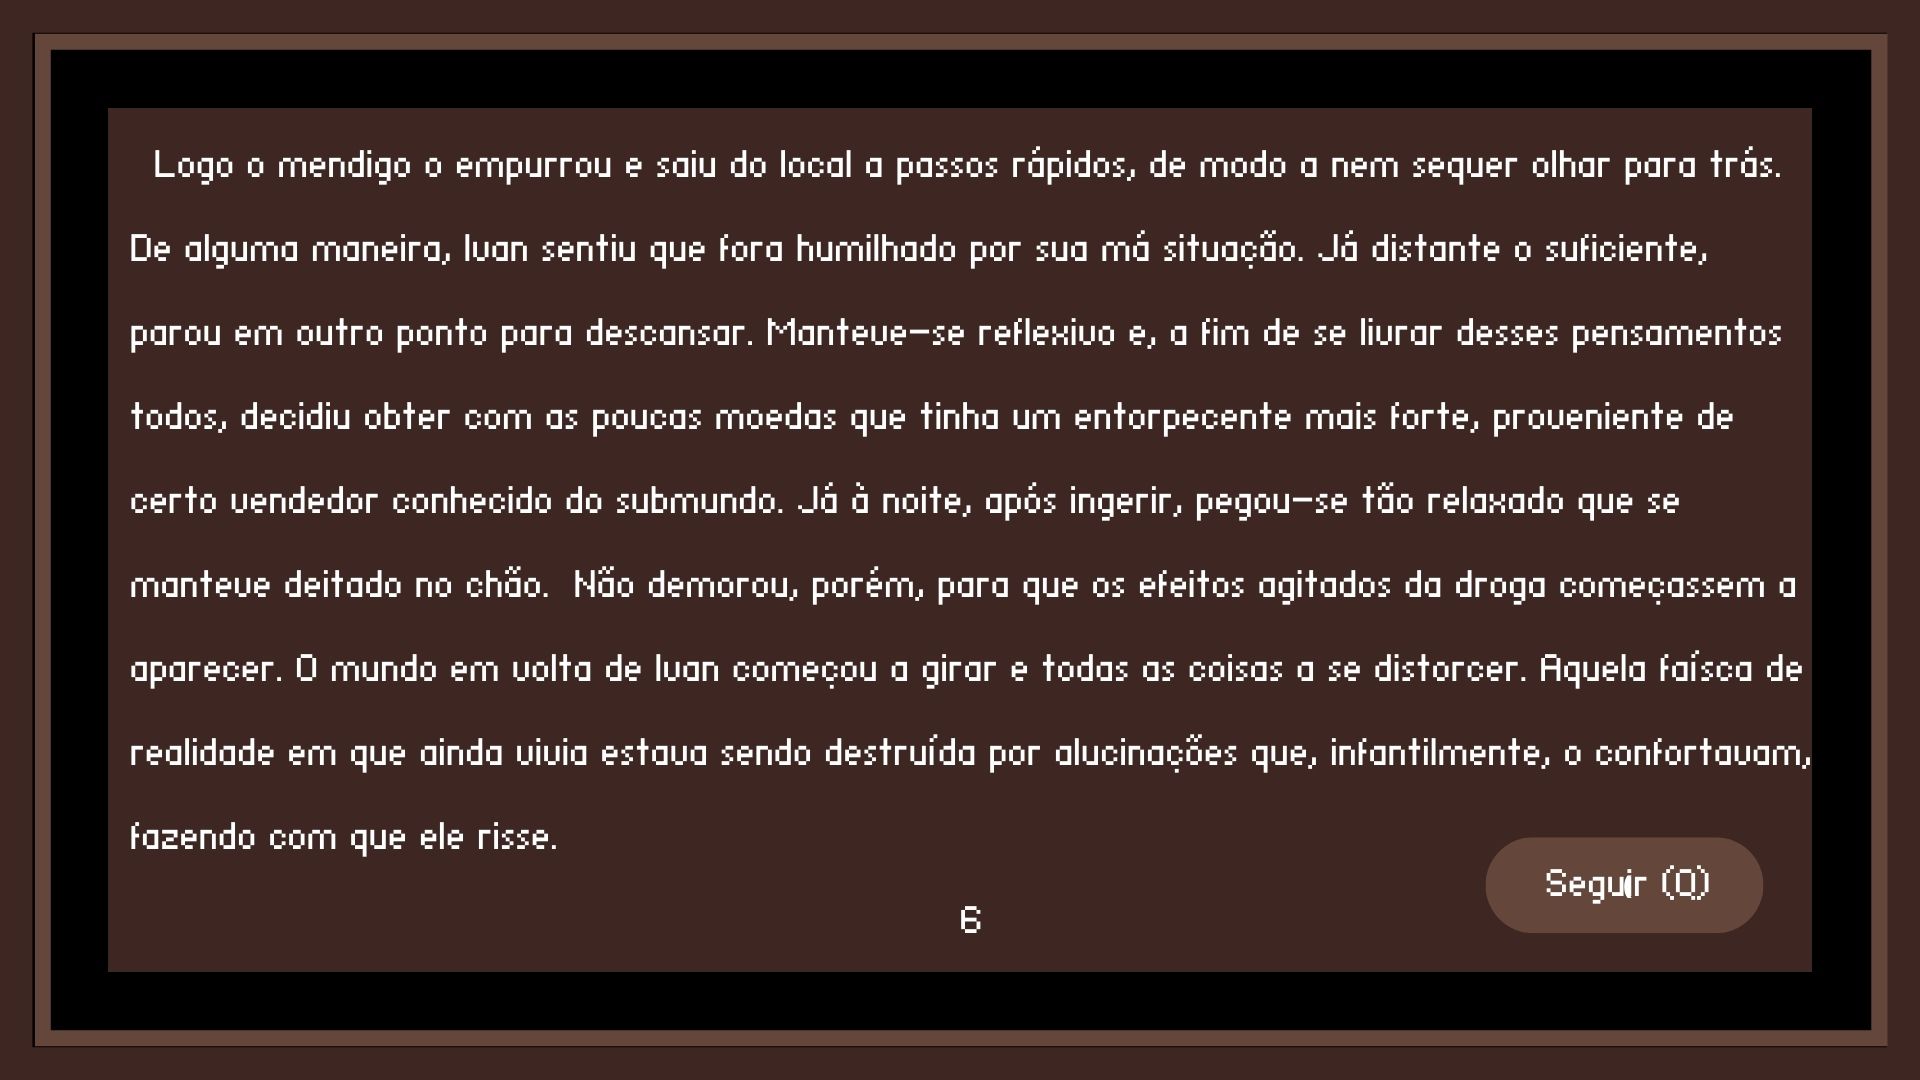 Logo o mendigo o empurrou e saiu do local a passos rápidos, de modo a nem sequer olhar para trás.
De alguma maneira, Ivan sentiu que fora humilhado por sua má situação. Já distante o suficiente,
parou em outro ponto para descansar. Manteve-se reflexivo e, a fim de se livrar desses pensamentos
todos, decidiu obter com as poucas moedas que tinha um entorpecente mais forte, proveniente de
certo vendedor conhecido do submundo. Já à noite, após ingerir, pegou-se tão relaxado que se
manteve deitado no chão.  Não demorou, porém, para que os efeitos agitados da droga começassem a
aparecer. O mundo em volta de Ivan começou a girar e todas as coisas a se distorcer. Aquela faísca de
realidade em que ainda vivia estava sendo destruída por alucinações que, infantilmente, o confortavam,
fazendo com que ele risse.
Seguir (Q)
6